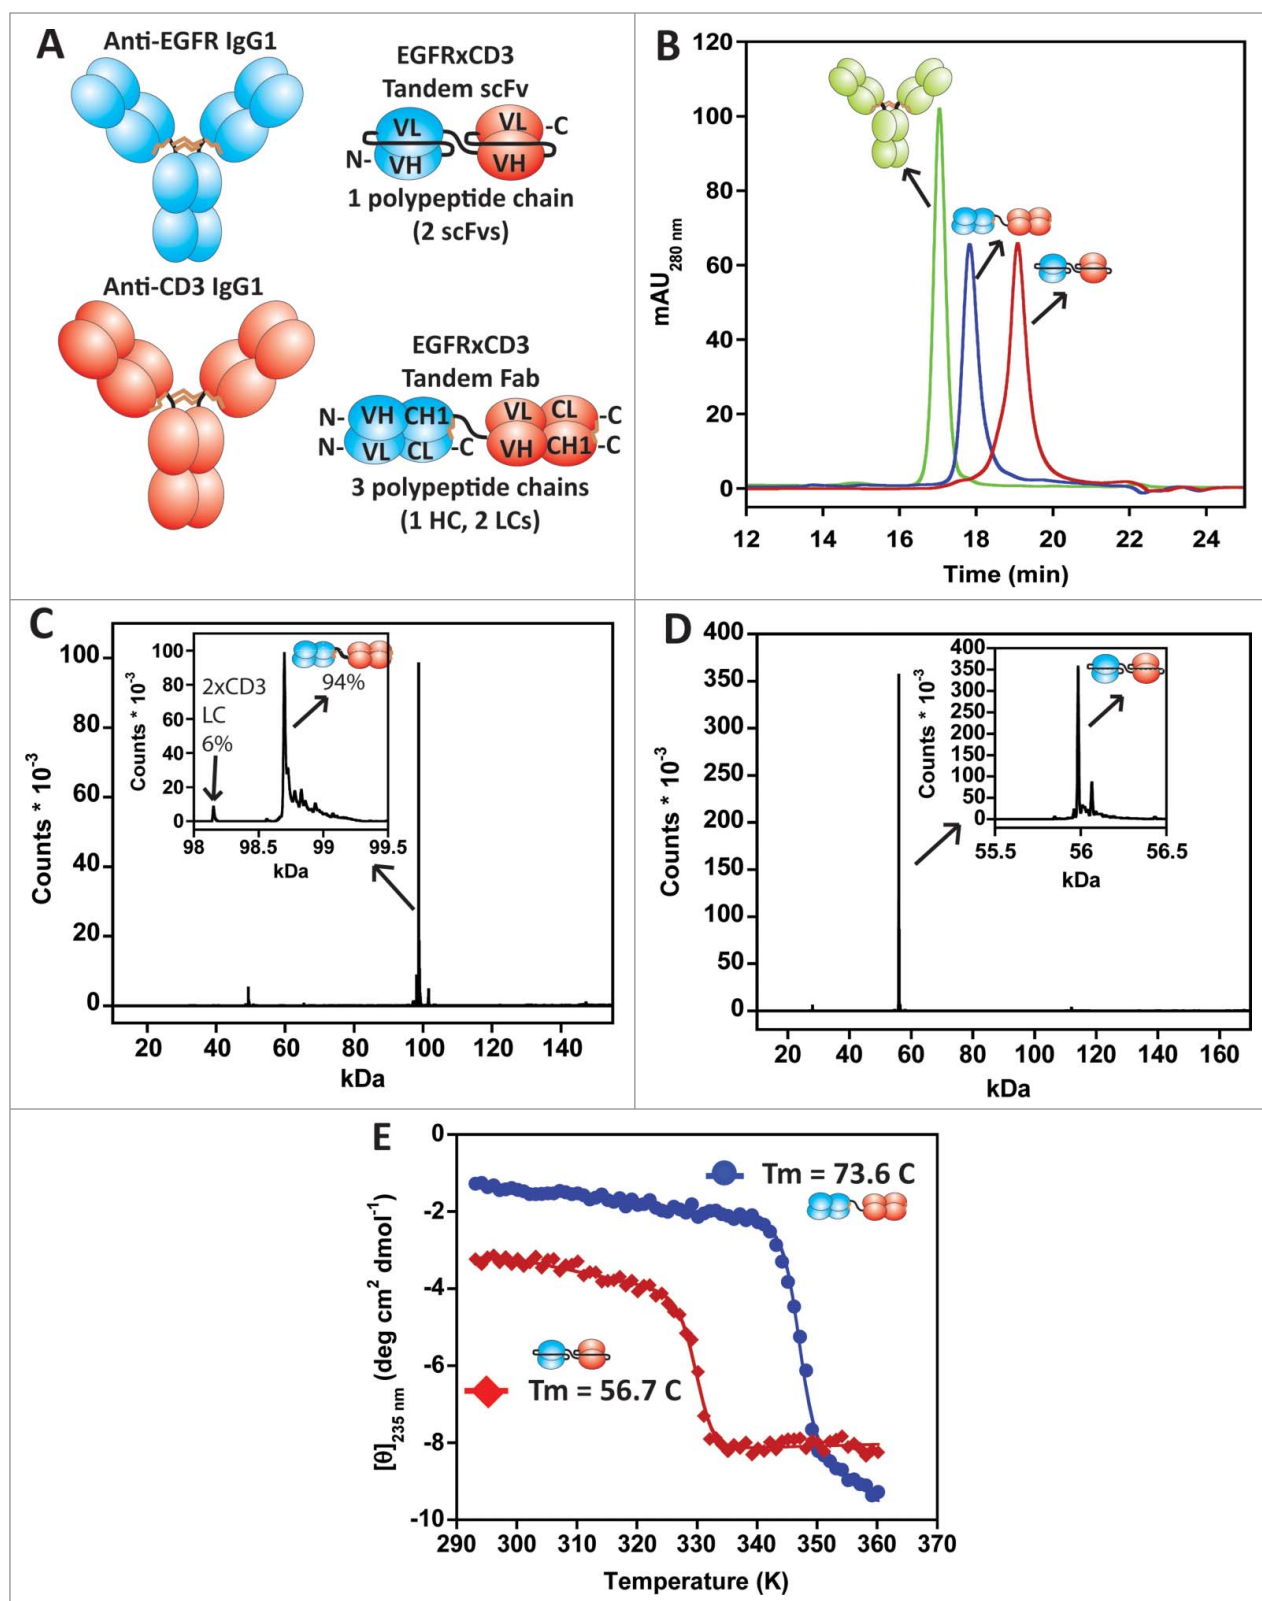 A
Anti-EGFR IgG1
EGFRxCD3
Tandem scFv
VL
VL
-C
N-
VH
VH
1 polypeptide chain
(2 scFvs)
Anti-CD3 IgG1
EGFRxCD3
Tandem Fab
N-
VH
CH1
VL
CL
-C
N-
VL
CL
-C
VH
CH1
-C
3 polypeptide chains
(1 HC, 2 LCs)
B
120
100
80
60
40
20
0
mAU280 nm
12
14
16
18
20
22
24
Time (min)
C
100
80
60
40
20
0
Counts * 10-3
20
40
60
80
100
120
140
kDa
100
80
60
40
20
0
Counts * 10-3
2xCD3
LC
6%
94%
98
98.5
99
99.5
kDa
D
400
350
300
250
200
150
100
50
0
Counts * 10-3
20
40
60
80
100
120
140
160
kDa
400
350
300
250
200
150
100
50
0
Counts * 10-3
55.5
56
56.5
kDa
E
0
-2
-4
-6
-8
-10
[θ]235 nm (deg cm2 dmol-1)
Tm = 73.6 C
Tm = 56.7 C
290
300
310
320
330
340
350
360
370
Temperature (K)